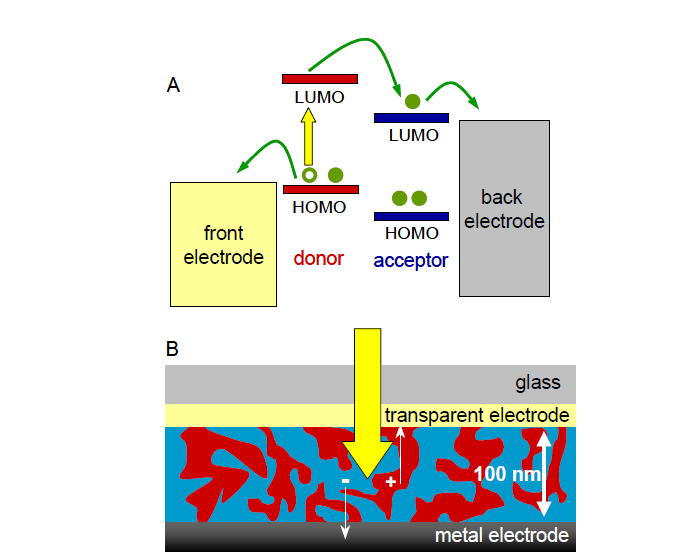 A
LUMO
LUMO
HOMO
HOMO
front
electrode
donor
acceptor
back
electrode
B
glass
transparent electrode
100 nm
- +
metal electrode